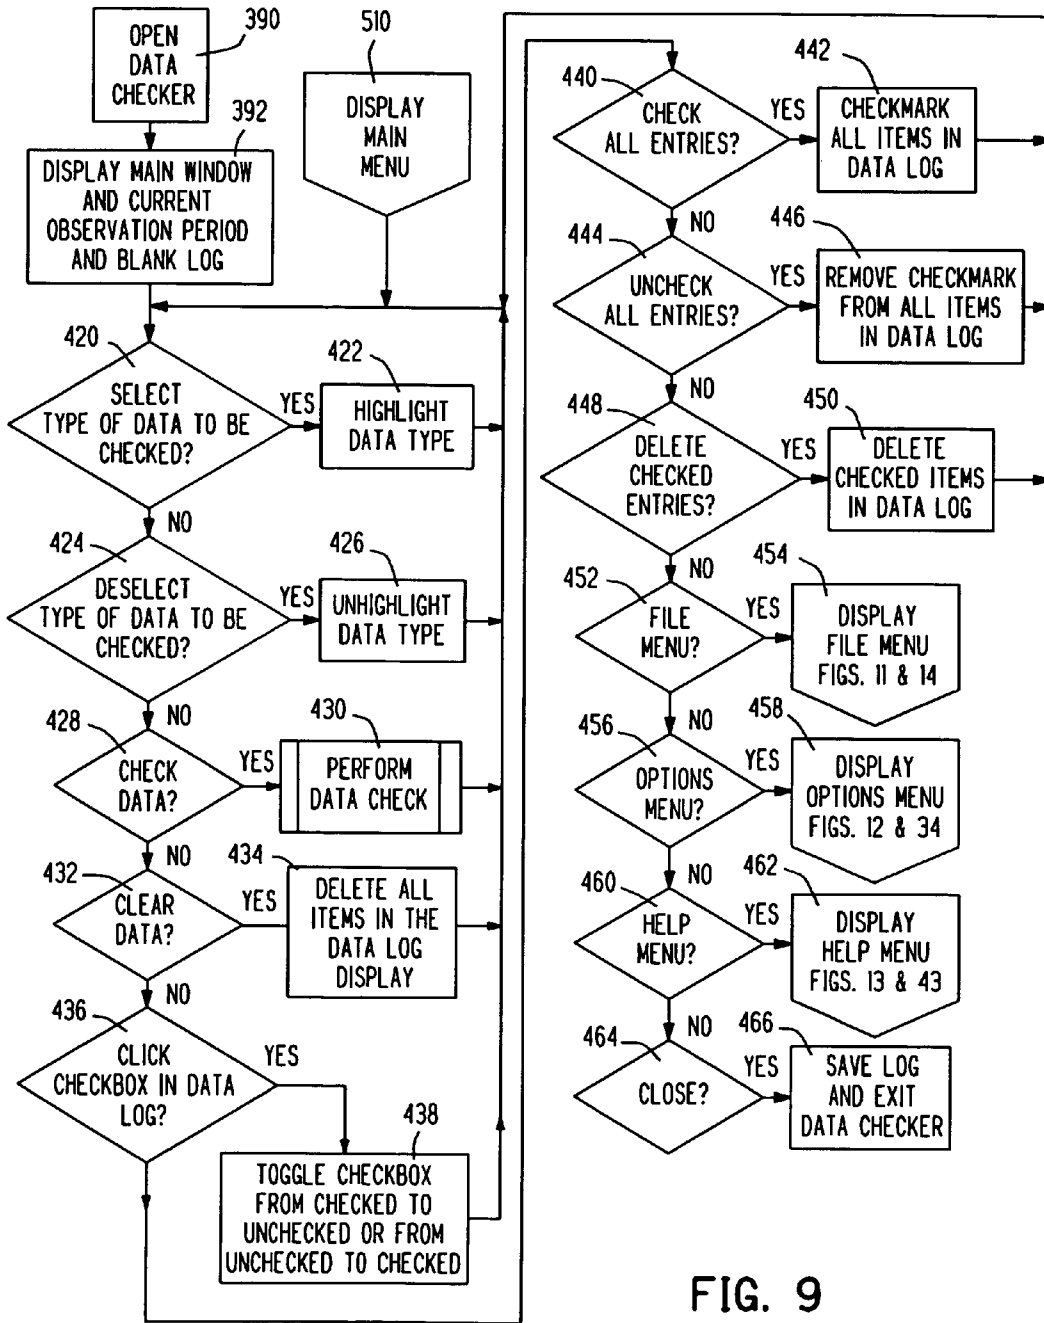 390
OPEN
DATA
CHECKER
392
DISPLAY MAIN WINDOW
AND CURRENT
OBSERVATION PERIOD
AND BLANK LOG
510
DISPLAY
MAIN
MENU
420
SELECT
TYPE OF DATA TO BE
CHECKED?
YES
422
HIGHLIGHT
DATA TYPE
NO
424
DESELECT
TYPE OF DATA TO BE
CHECKED?
YES
426
UNHIGHLIGHT
DATA TYPE
NO
428
CHECK
DATA?
YES
430
PERFORM
DATA CHECK
NO
432
CLEAR
DATA?
YES
434
DELETE ALL
ITEMS IN THE
DATA LOG
DISPLAY
NO
436
CLICK
CHECKBOX IN DATA
LOG?
YES
438
TOGGLE CHECKBOX
FROM CHECKED TO
UNCHECKED OR FROM
UNCHECKED TO CHECKED
440
CHECK
ALL ENTRIES?
YES
442
CHECKMARK
ALL ITEMS IN
DATA LOG
NO
444
UNCHECK
ALL ENTRIES?
YES
446
REMOVE CHECKMARK
FROM ALL ITEMS
IN DATA LOG
NO
448
DELETE
CHECKED
ENTRIES?
YES
450
DELETE
CHECKED ITEMS
IN DATA LOG
NO
452
FILE
MENU?
YES
454
DISPLAY
FILE MENU
FIGS. 11 & 14
NO
456
OPTIONS
MENU?
YES
458
DISPLAY
OPTIONS MENU
FIGS. 12 & 34
NO
460
HELP
MENU?
YES
462
DISPLAY
HELP MENU
FIGS. 13 & 43
NO
464
CLOSE?
YES
466
SAVE LOG
AND EXIT
DATA CHECKER
FIG. 9